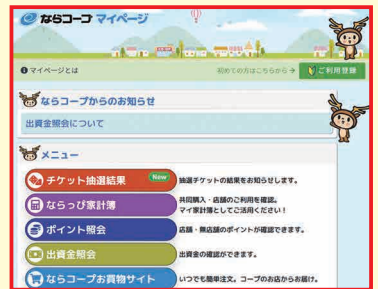 ならコープ マイページ
マイページとは
初めての方はこちらから→
ご利用登録
ならコープからのお知らせ
出資金照会について
メニュー
チケット抽選結果 New
抽選チケットの結果をお知らせします。
ならっぴ家計簿
共同購入・店舗のご利用を確認。
マイ家計簿としてご活用ください!
ポイント照会
店舗・無店舗のポイントが確認できます。
出資金照会
出資金の確認ができます。
ならコープお買物サイト
いつでも簡単注文。コープのお店からお届け。